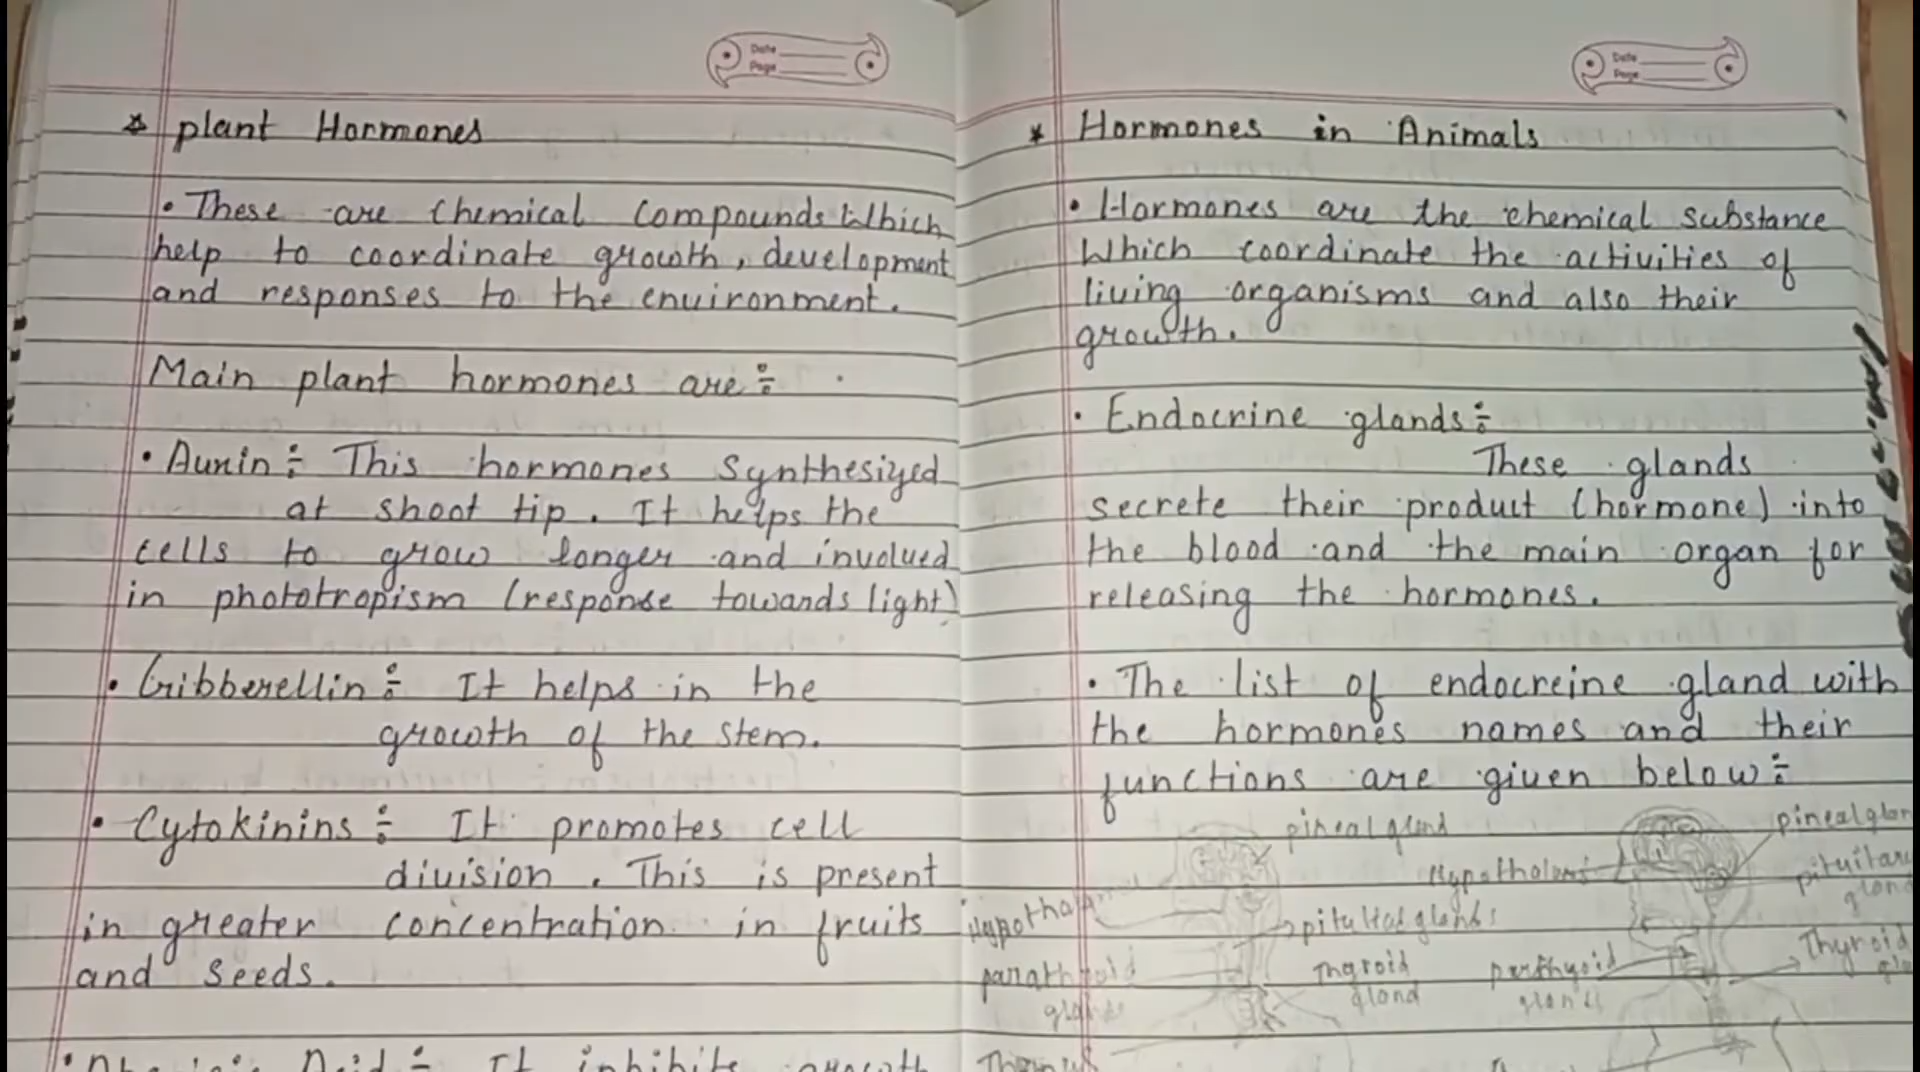 Date
Page
* plant Hormones
• These are chemical compounds Which
help to coordinate growth, development
and responses to the environment.
Main plant hormones are÷
• Auxin÷ This hormones Synthesized
at shoot tip. It helps the
cells to grow longer and involved
in phototropism (response towards light)
• Gibberellin÷ It helps in the
growth of the stem.
• Cytokinins÷ It promotes cell
division. This is present
in greater concentration in fruits
and seeds.
Acid÷ It inhibits growth
Date
Page
* Hormones in Animals
• Hormones are the chemical substance
Which coordinate the activities of
living organisms and also their
growth.
• Endocrine glands÷
These glands
secrete their product (hormone) into
the blood and the main organ for
releasing the hormones.
• The list of endocreine gland with
the hormones names and their
functions are given below÷
pineal gland
Thyroid
gland
pineal glan
pituitary
gland
Thyroid